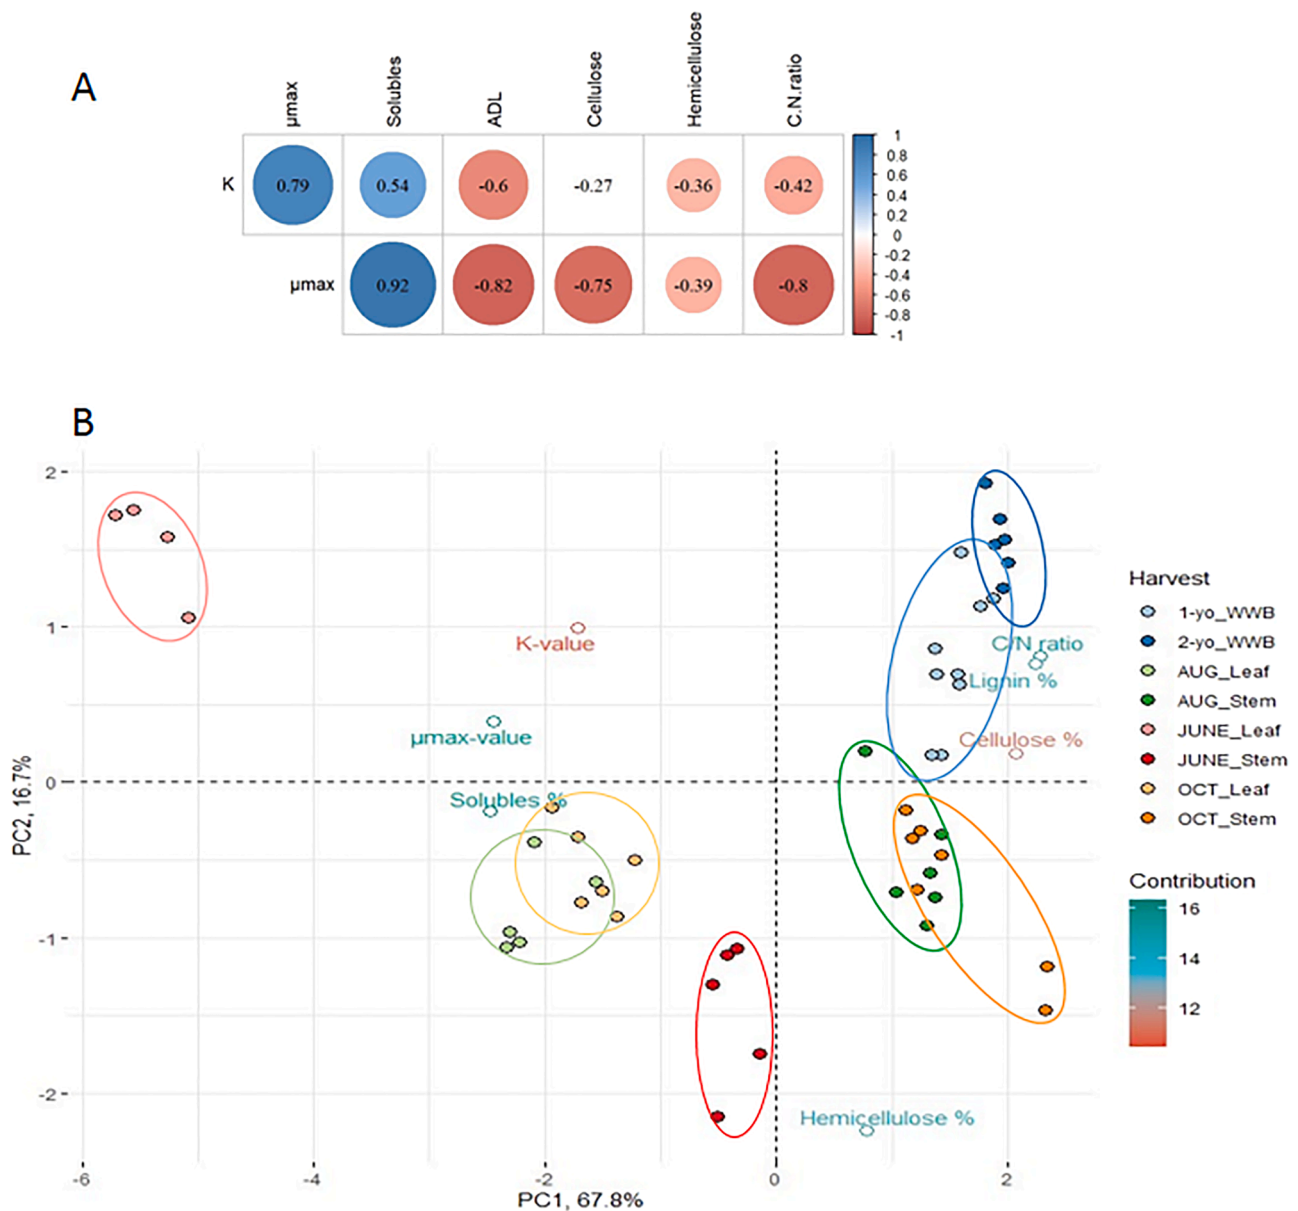 A
μmax
Solubles
ADL
Cellulose
Hemicellulose
C.N.ratio
K
0.79
0.54
-0.6
-0.27
-0.36
-0.42
μmax
0.92
-0.82
-0.75
-0.39
-0.8
1
0.8
0.6
0.4
0.2
0
-0.2
-0.4
-0.6
-0.8
-1
B
2
1
0
-1
-2
PC2, 16.7%
K-value
μmax-value
Solubles %
C/N ratio
Lignin %
Cellulose %
Hemicellulose %
-6
-4
-2
0
2
PC1, 67.8%
Harvest
1-yo_WWB
2-yo_WWB
AUG_Leaf
AUG_Stem
JUNE_Leaf
JUNE_Stem
OCT_Leaf
OCT_Stem
Contribution
16
14
12